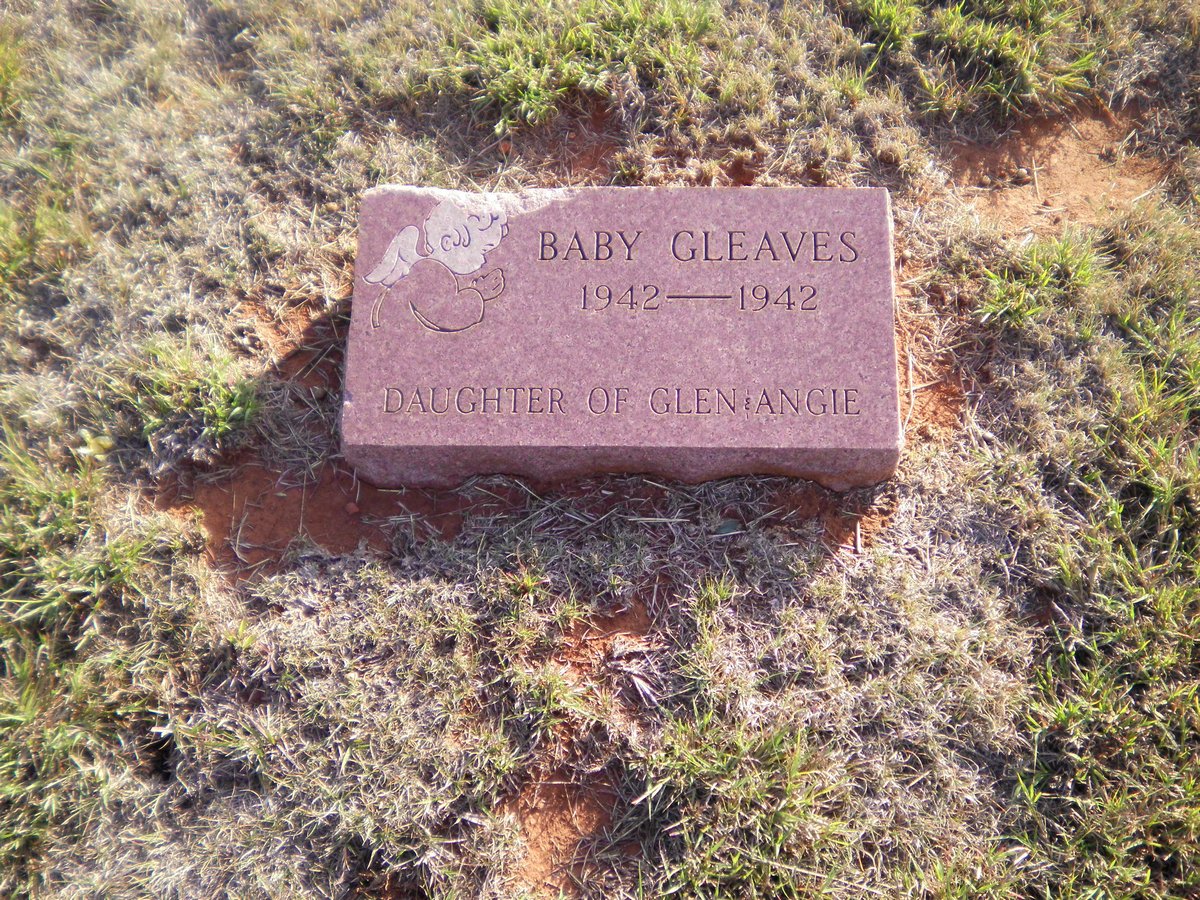 BABY GLEAVES
1942—1942
DAUGHTER OF GLEN & ANGIE